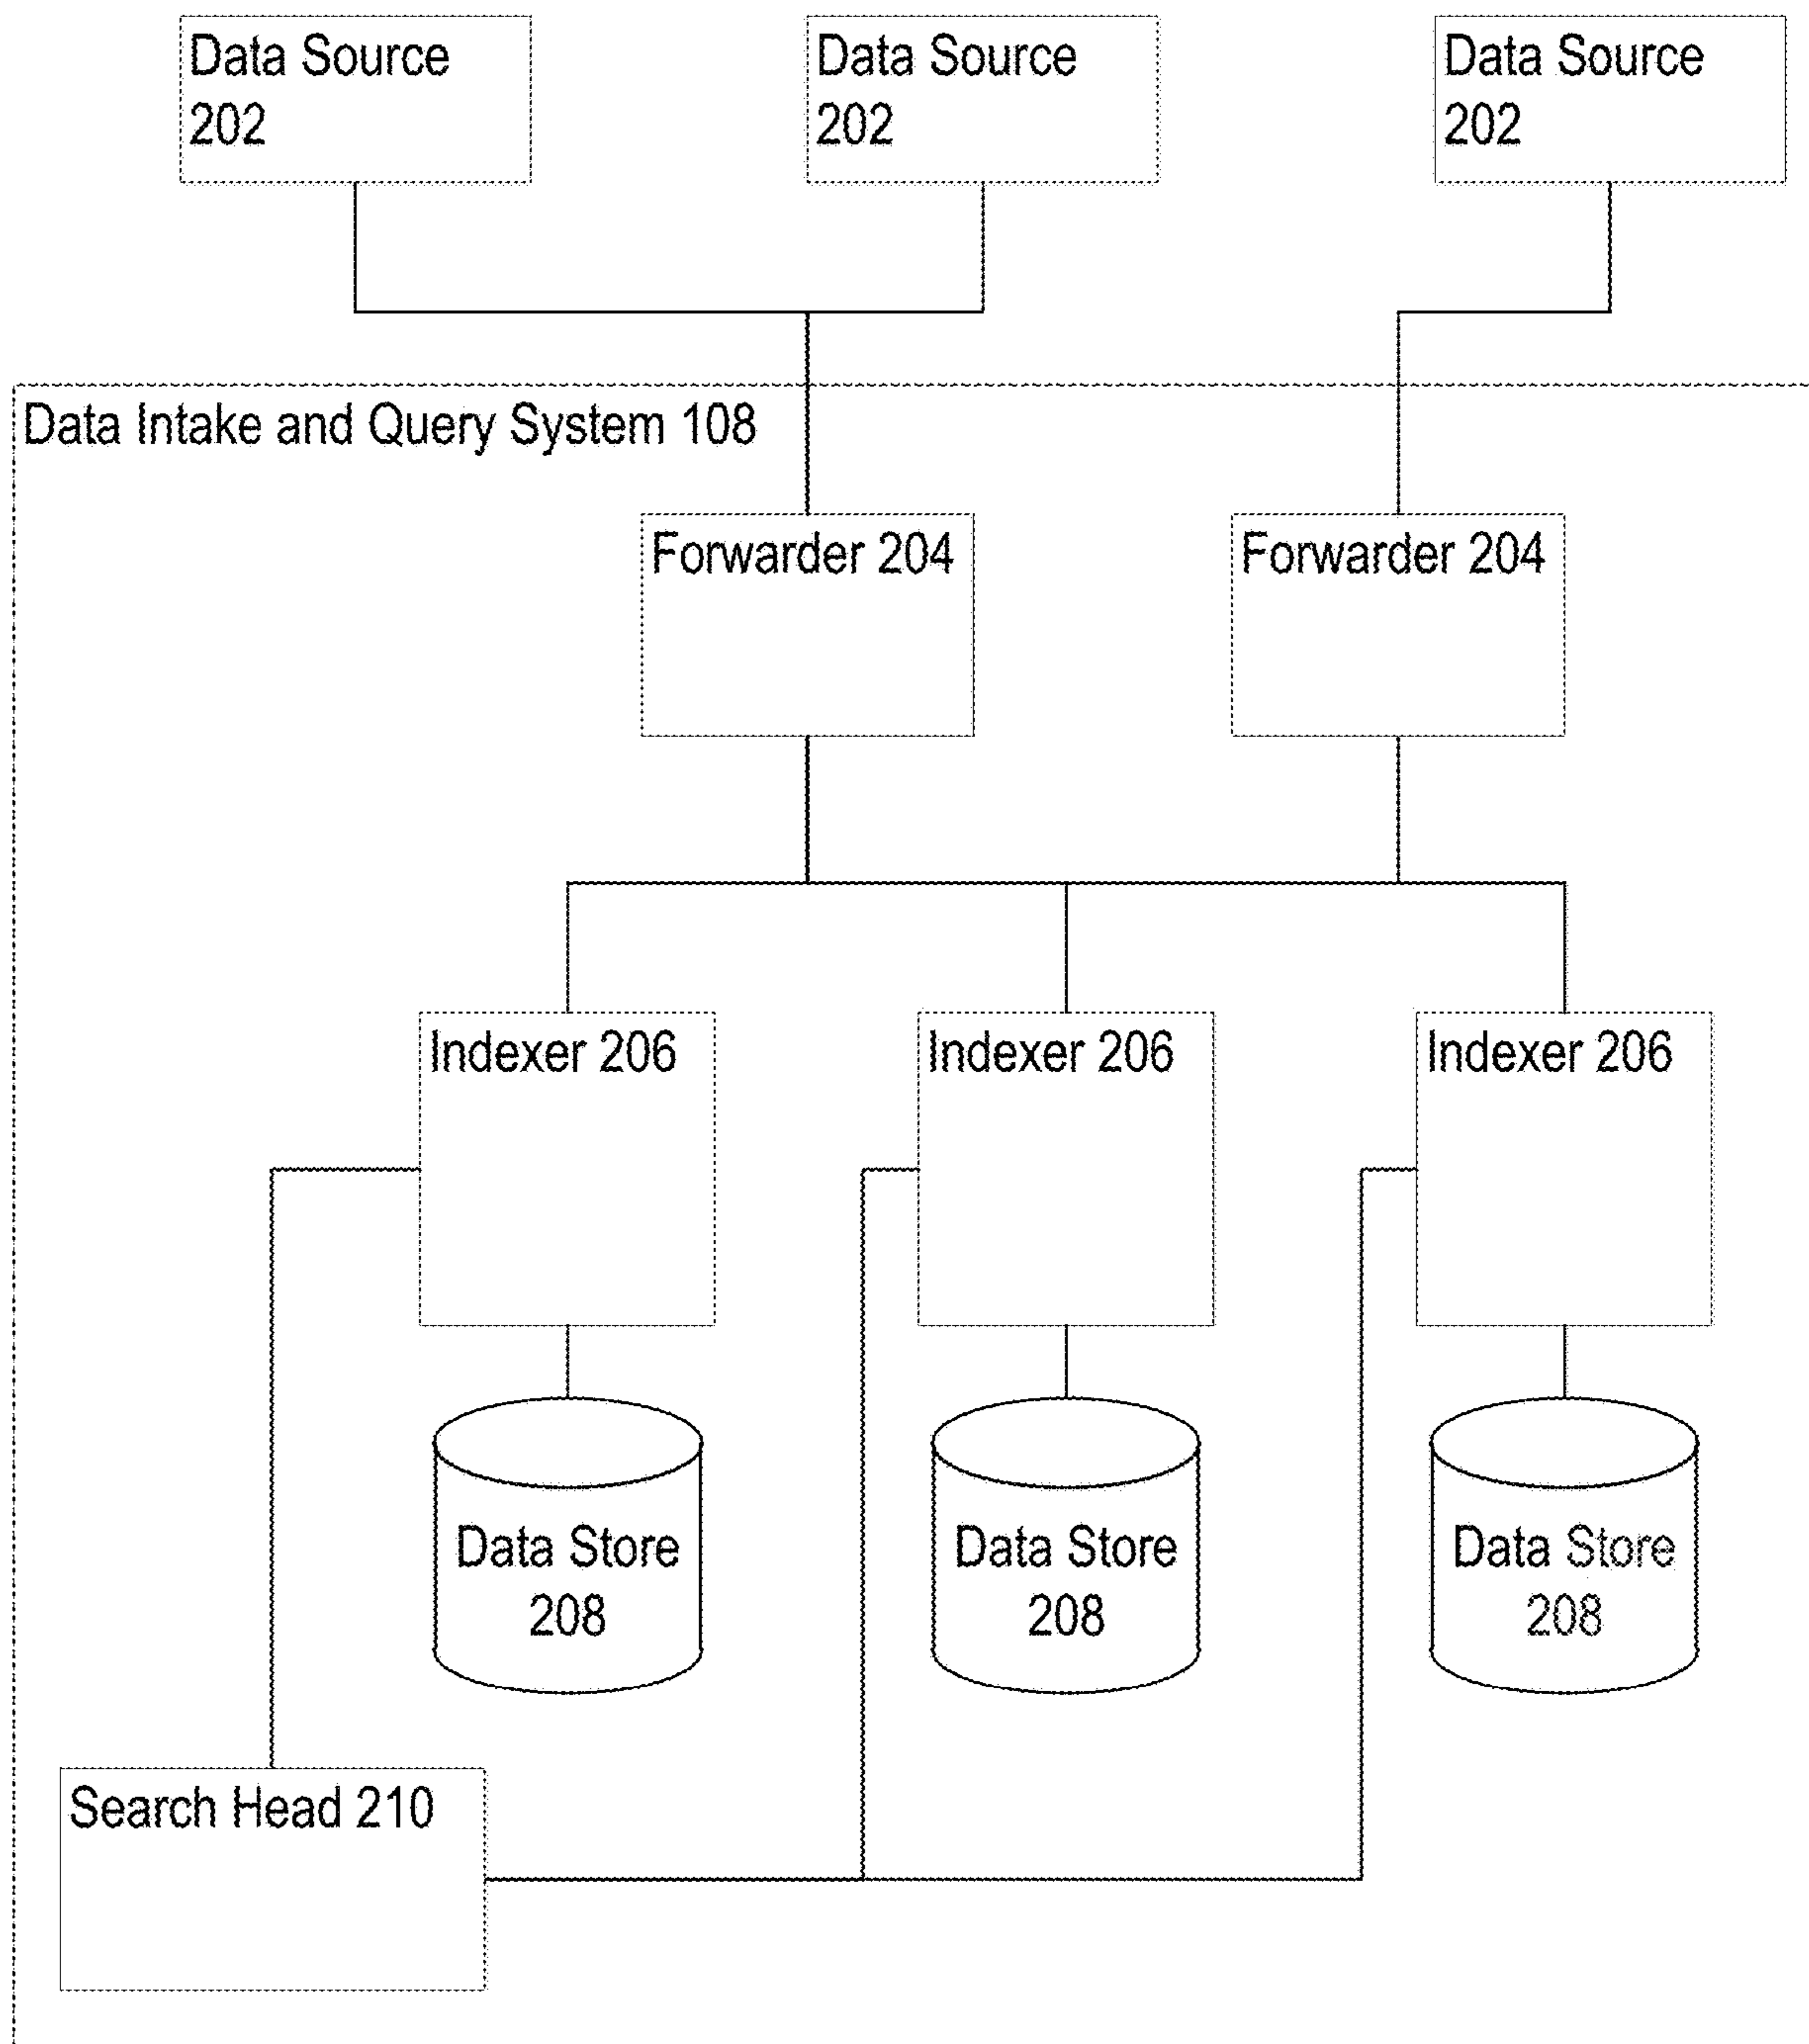 Data Source
202
Data Source
202
Data Source
202
Data Intake and Query System 108
Forwarder 204
Forwarder 204
Indexer 206
Indexer 206
Indexer 206
Data Store
208
Data Store
208
Data Store
208
Search Head 210